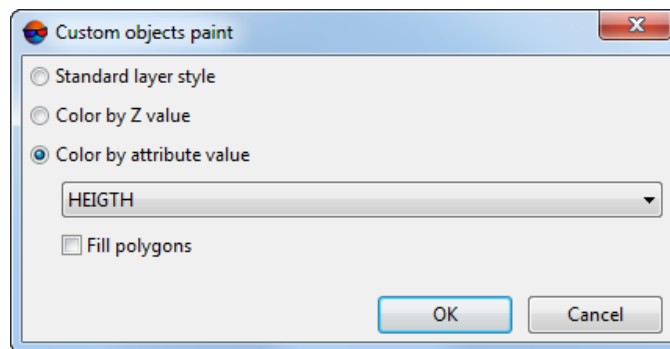 Custom objects paint
Standard layer style
Color by Z value
Color by attribute value
HEIGTH
Fill polygons
OK Cancel